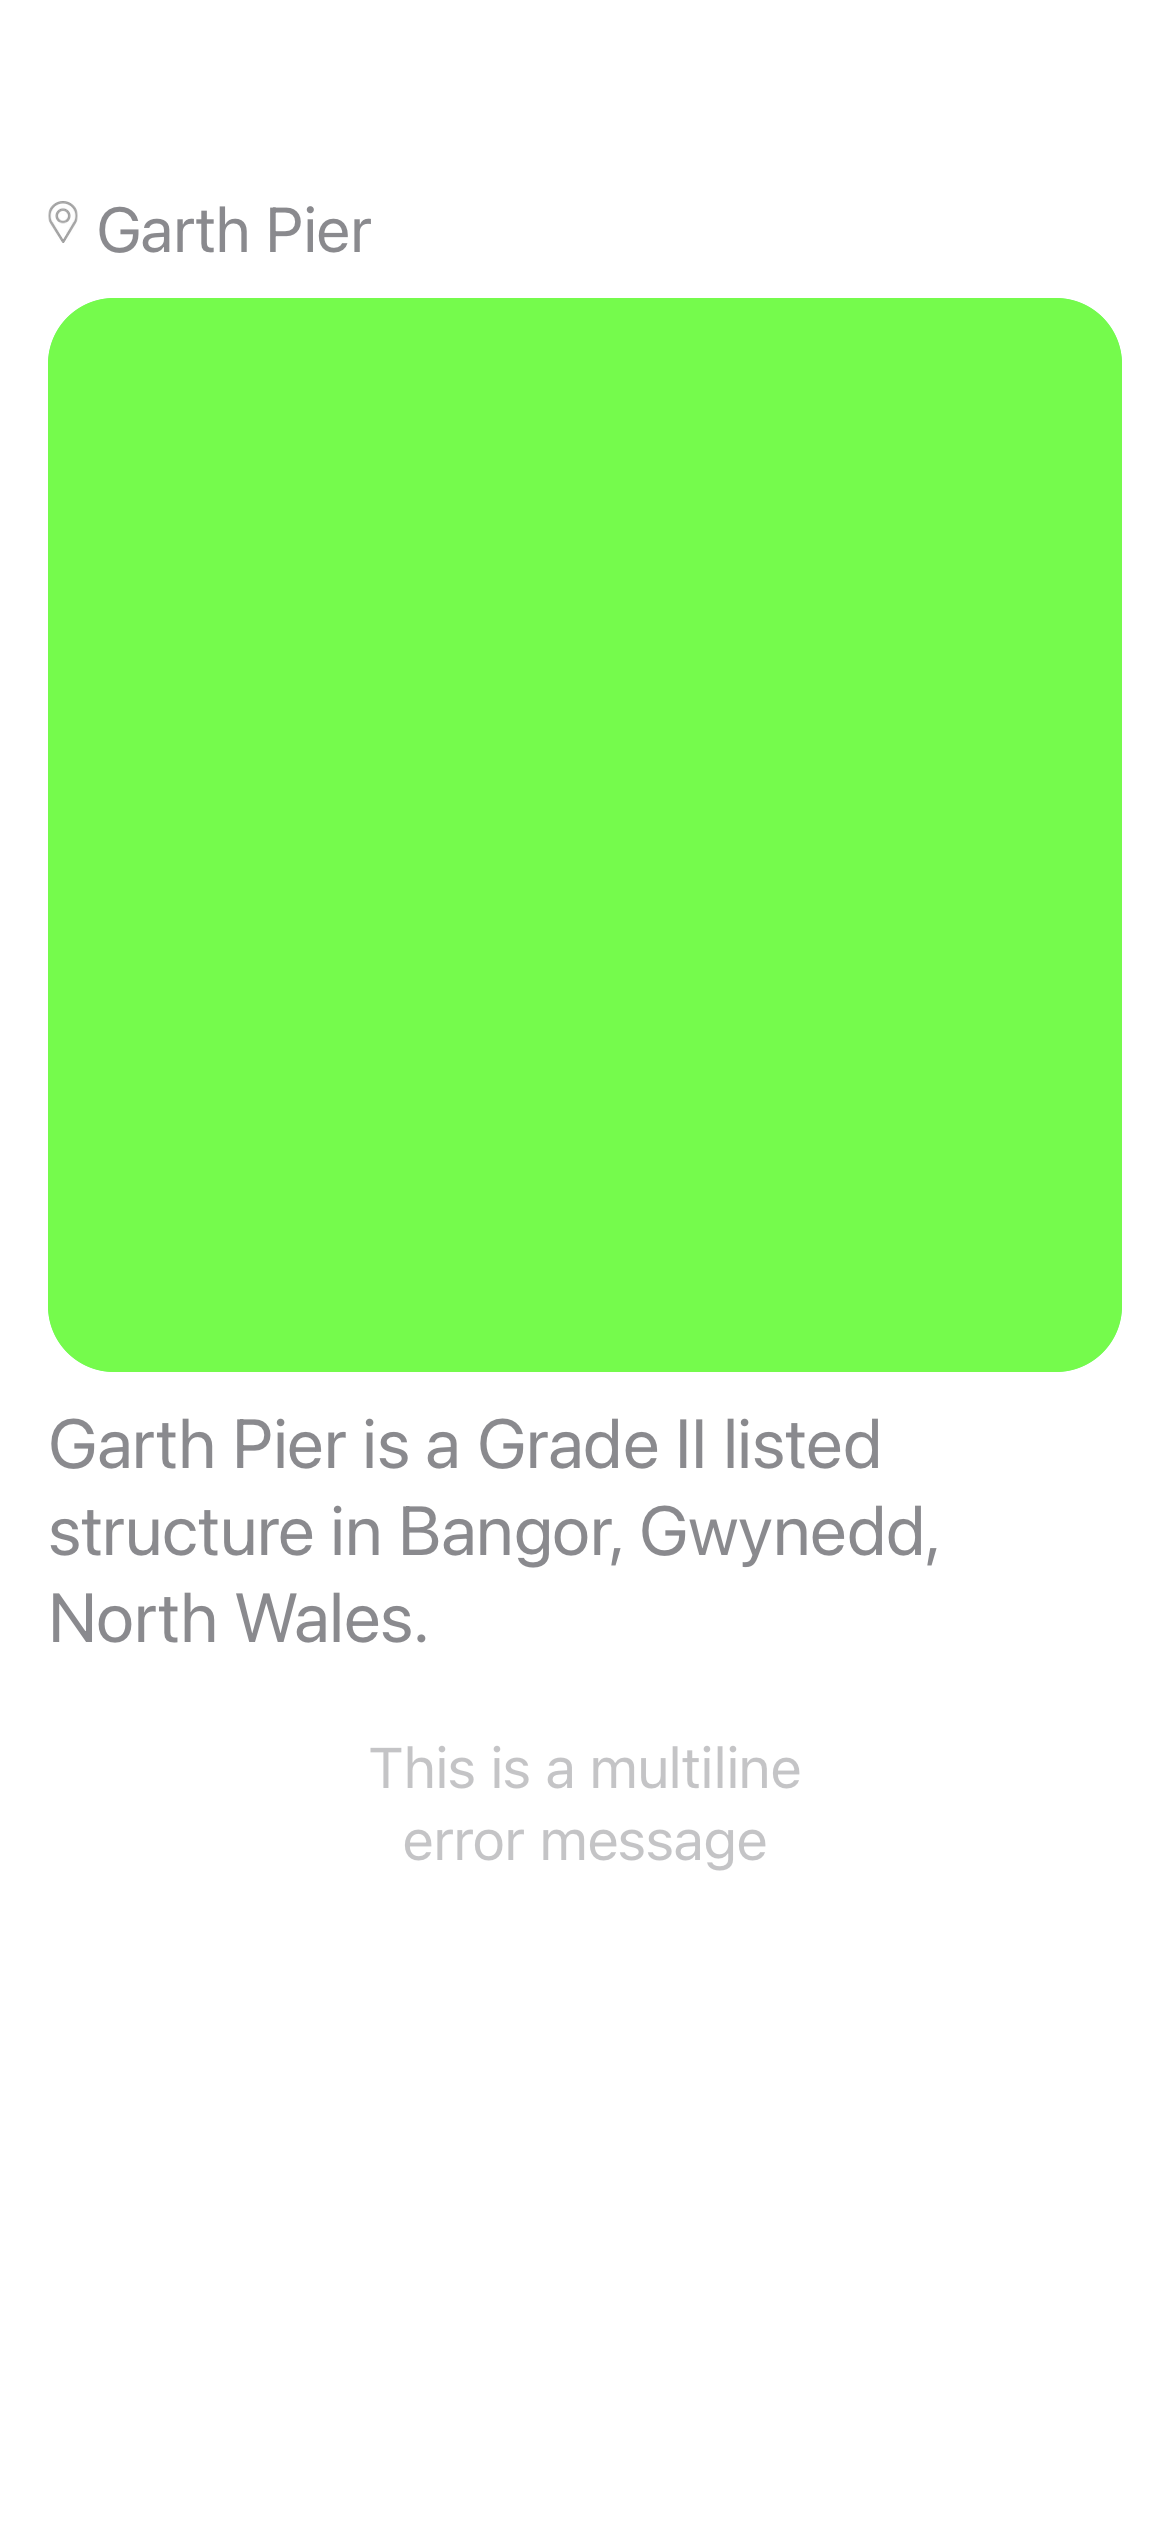 Garth Pier
Garth Pier is a Grade II listed
structure in Bangor, Gwynedd,
North Wales.
This is a multiline
error message